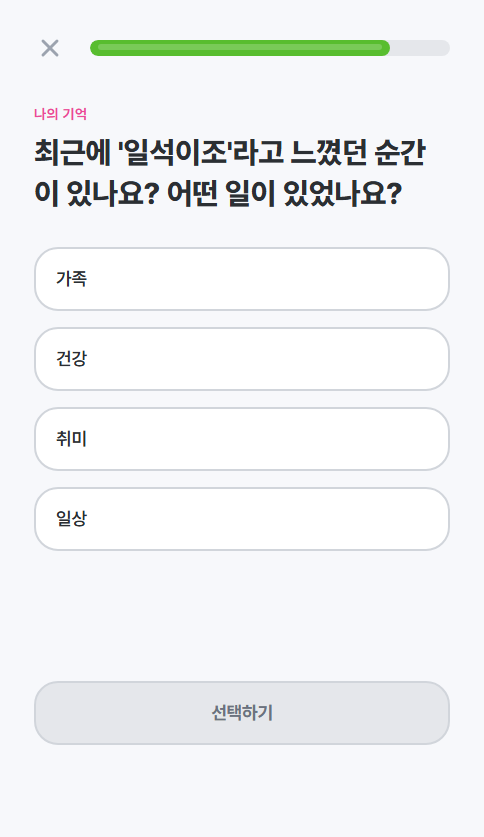 나의 기억
최근에 '일석이조'라고 느꼈던 순간
이 있나요? 어떤 일이 있었나요?
가족
건강
취미
일상
선택하기